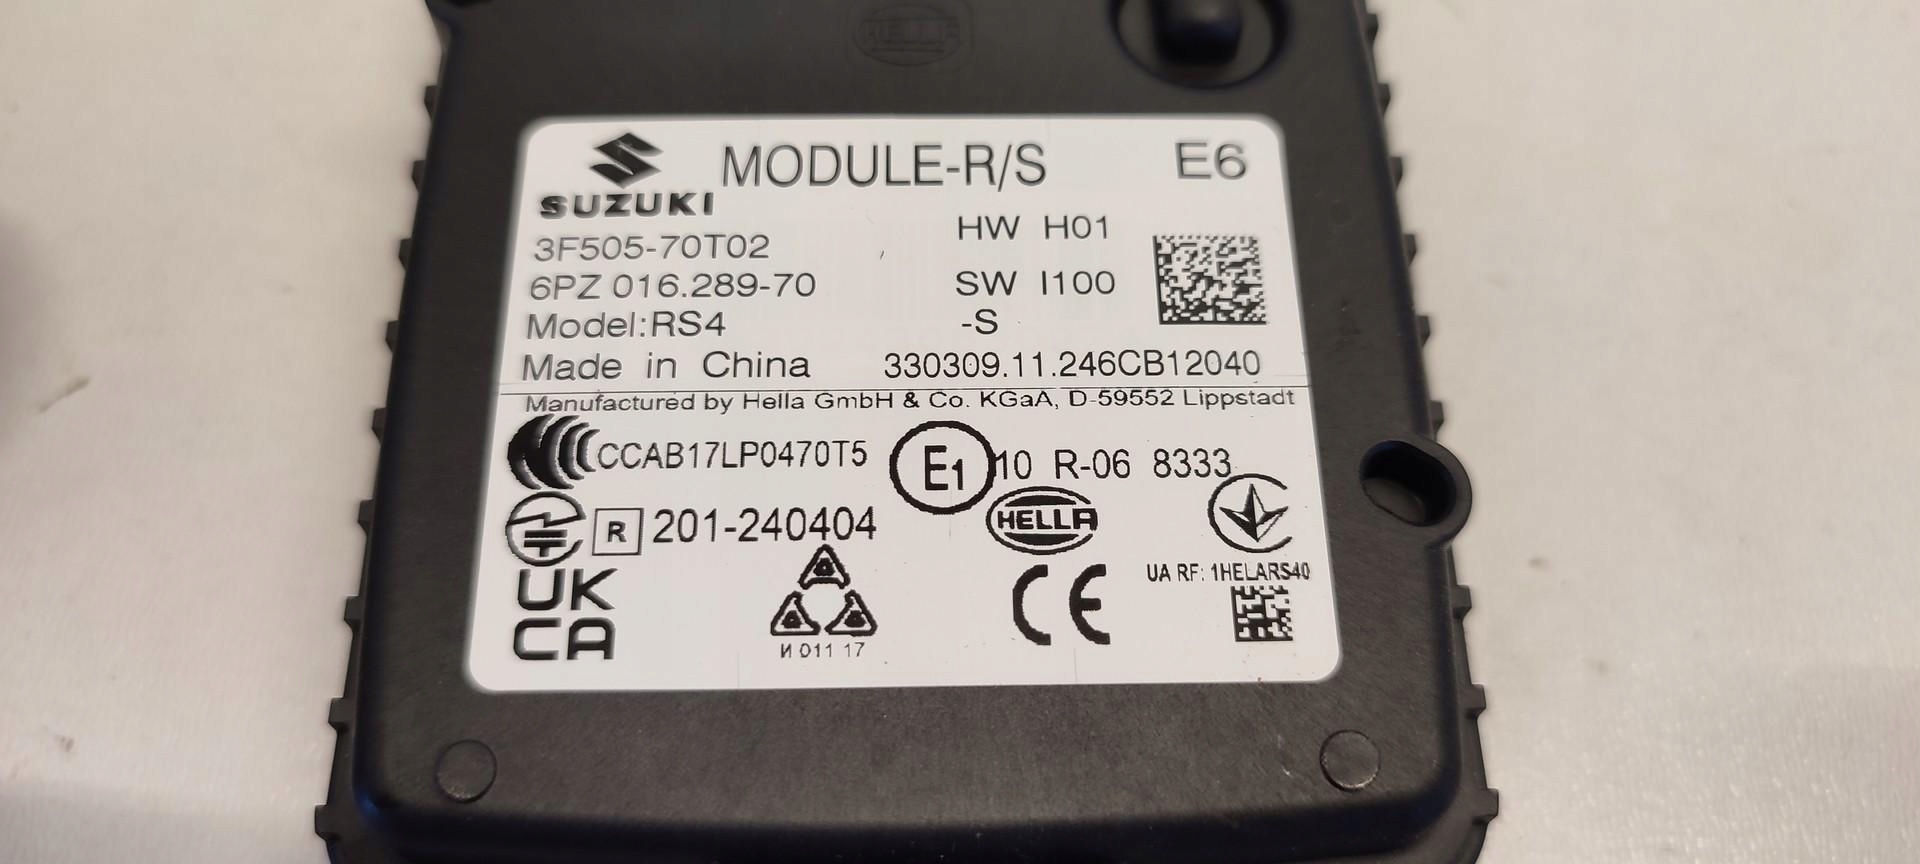 HELLA
SUZUKI
MODULE-R/S E6
3F505-70T02 HW H01
6PZ 016.289-70 SW I100
Model:RS4 -S
Made in China 330309.11.246CB12040
Manufactured by Hella GmbH & Co. KGaA, D-59552 Lippstadt
CCAB17LP0470T5 E1 10 R-06 8333
R 201-240404 HELLA
UA RF: 1HELARS40
UK
CA CE
И 011 17